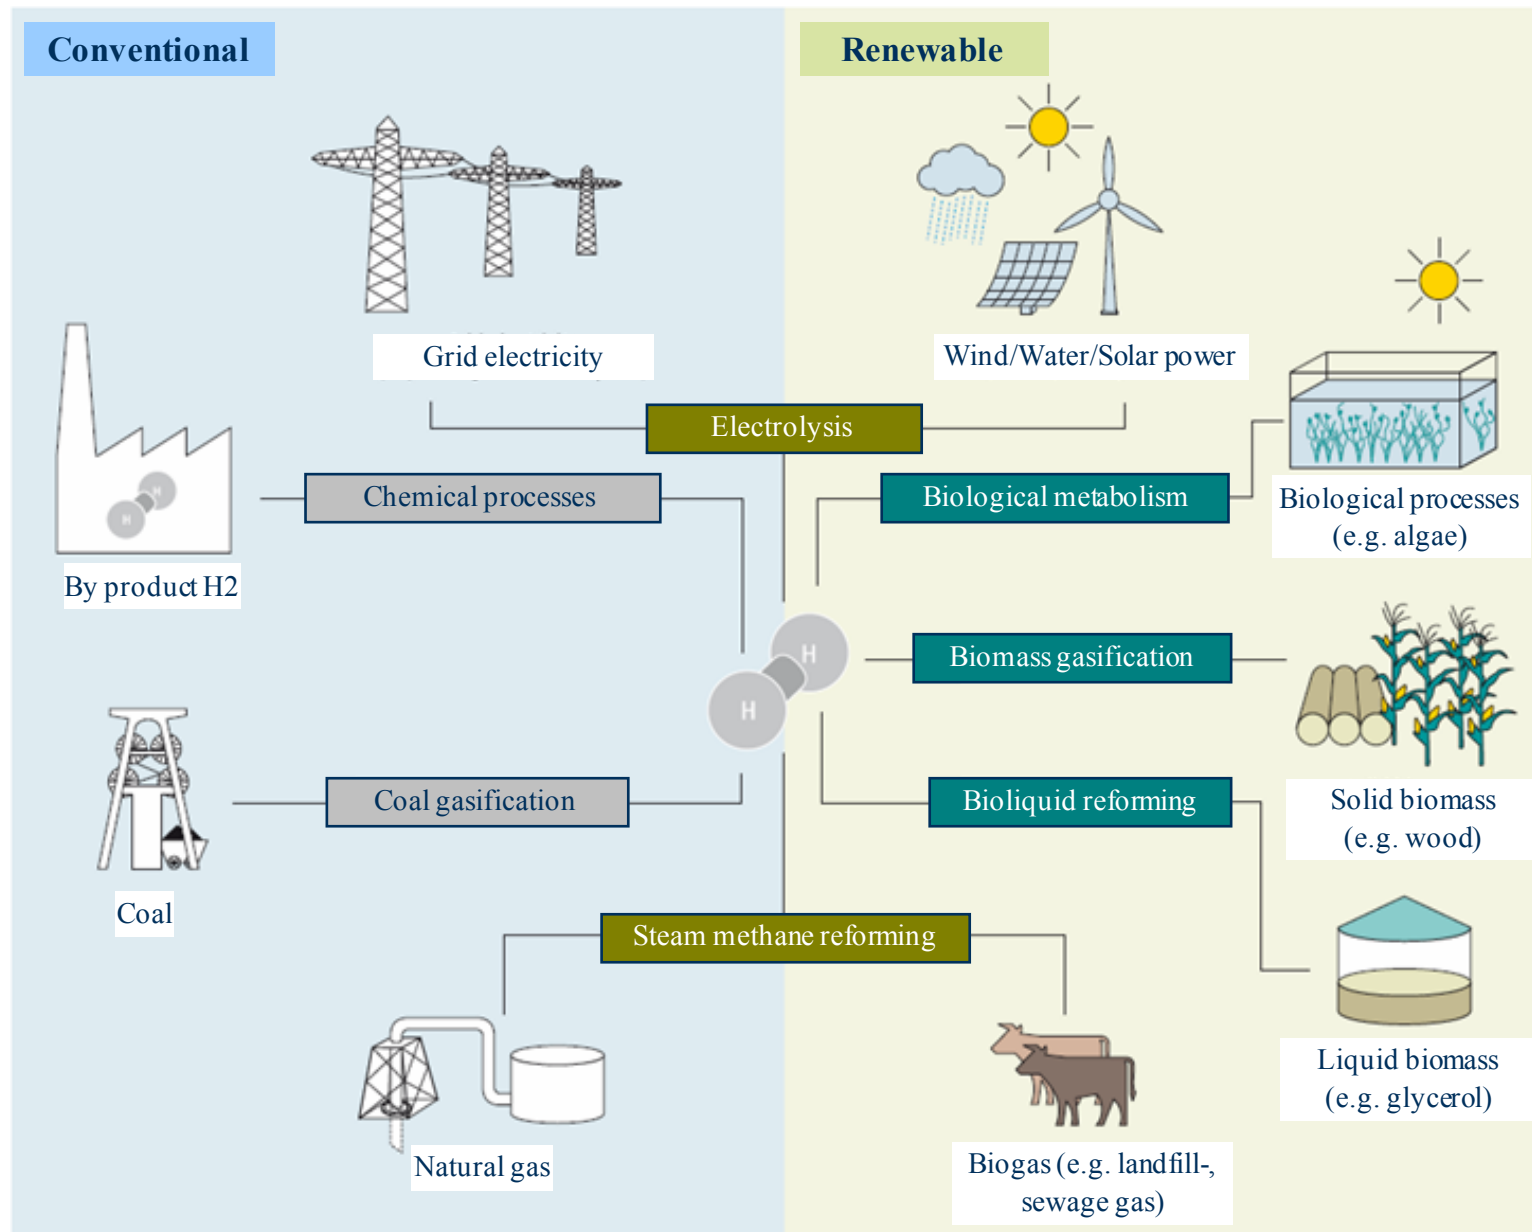 Conventional
Renewable
Grid electricity
Wind/Water/Solar power
Electrolysis
Chemical processes
Biological metabolism
Biological processes
(e.g. algae)
H
By product H2
H
H
H
Biomass gasification
Coal gasification
Bioliquid reforming
Solid biomass
(e.g. wood)
Coal
Steam methane reforming
Liquid biomass
(e.g. glycerol)
Natural gas
Biogas (e.g. landfill-,
sewage gas)